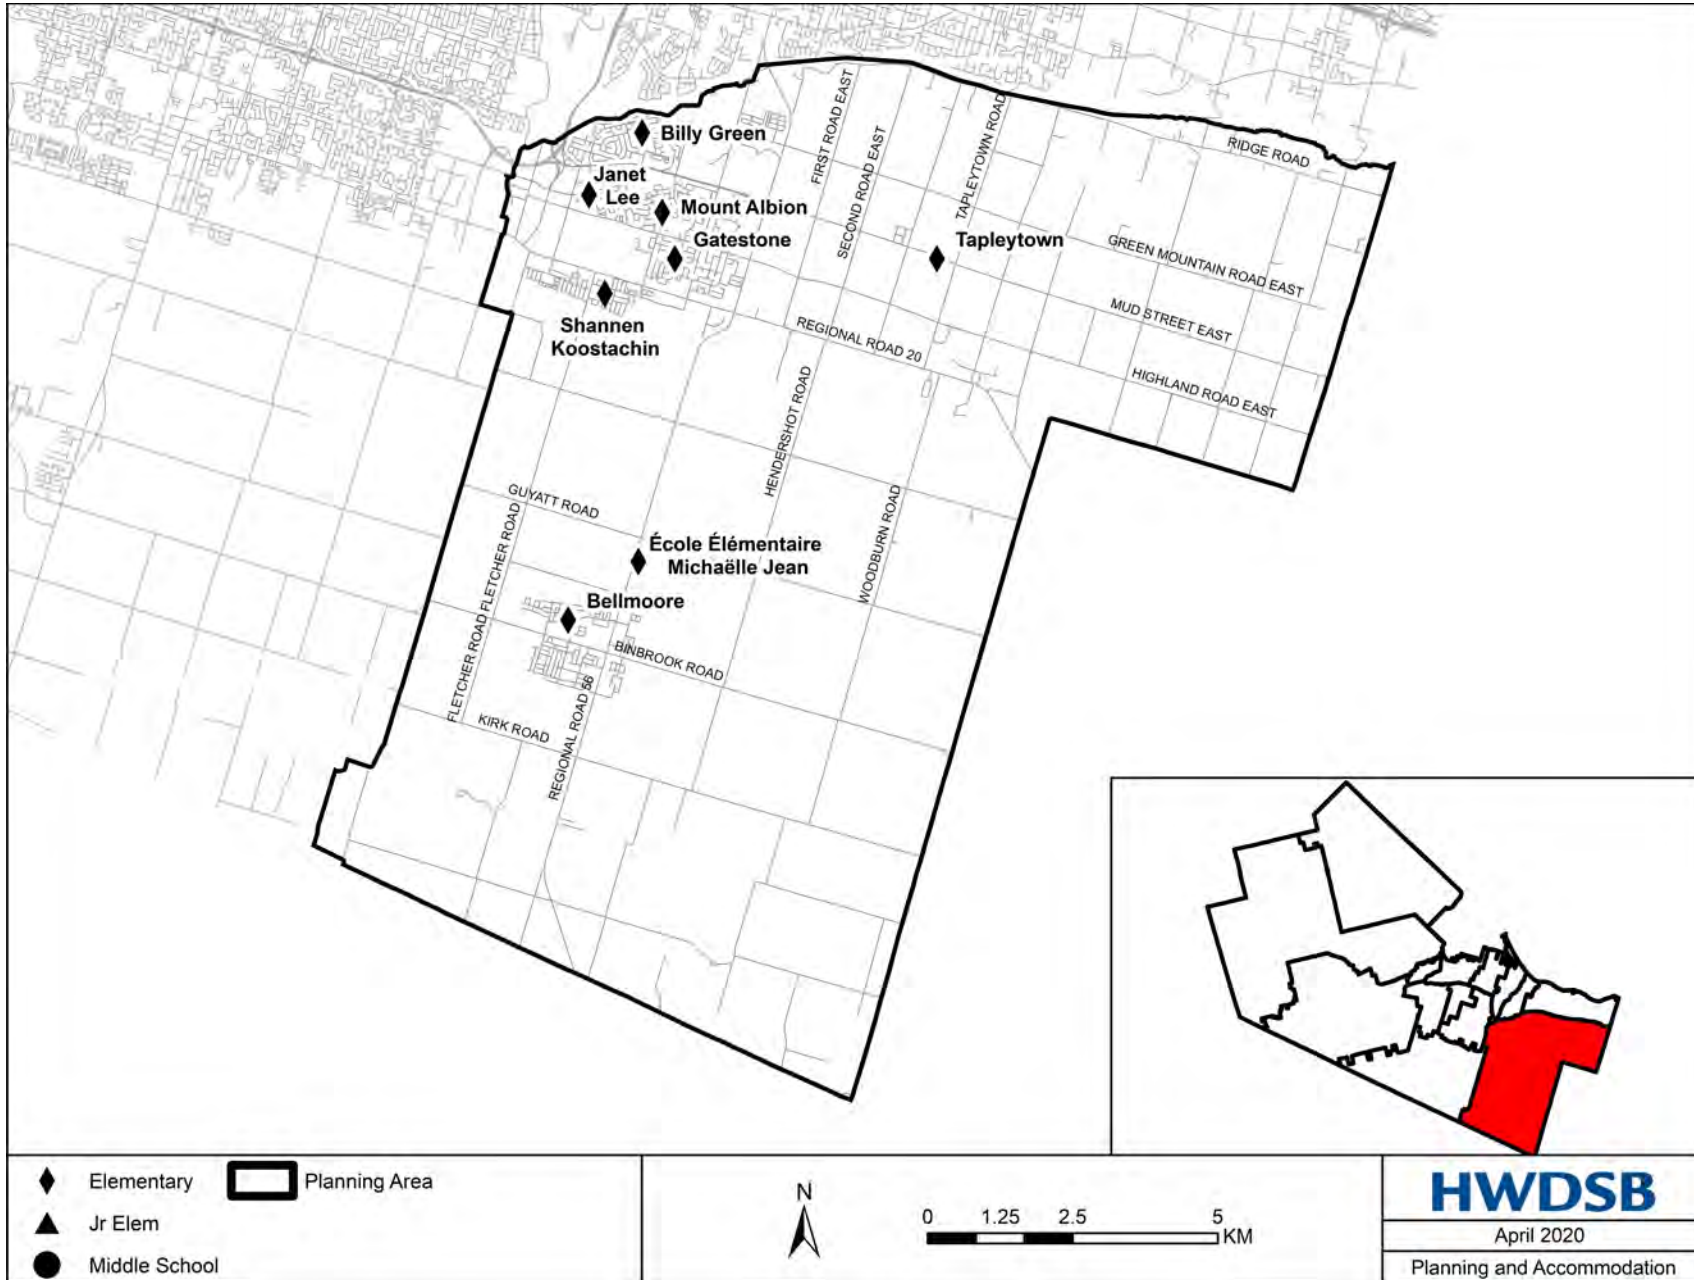 Billy Green
Janet
Lee
Mount Albion
Gatestone
Tapleytown
Shannen
Koostachin
FIRST ROAD EAST
SECOND ROAD EAST
TAPLEYTOWN ROAD
RIDGE ROAD
GREEN MOUNTAIN ROAD EAST
MUD STREET EAST
REGIONAL ROAD 20
HIGHLAND ROAD EAST
HENDERSHOT ROAD
WOODBURN ROAD
GUYATT ROAD
FLETCHER ROAD
FLETCHER ROAD
École Élémentaire
Michaëlle Jean
Bellmoore
BINBROOK ROAD
REGIONAL ROAD 56
KIRK ROAD
Elementary
Planning Area
Jr Elem
Middle School
N
0 1.25 2.5 5
KM
HWDSB
April 2020
Planning and Accommodation